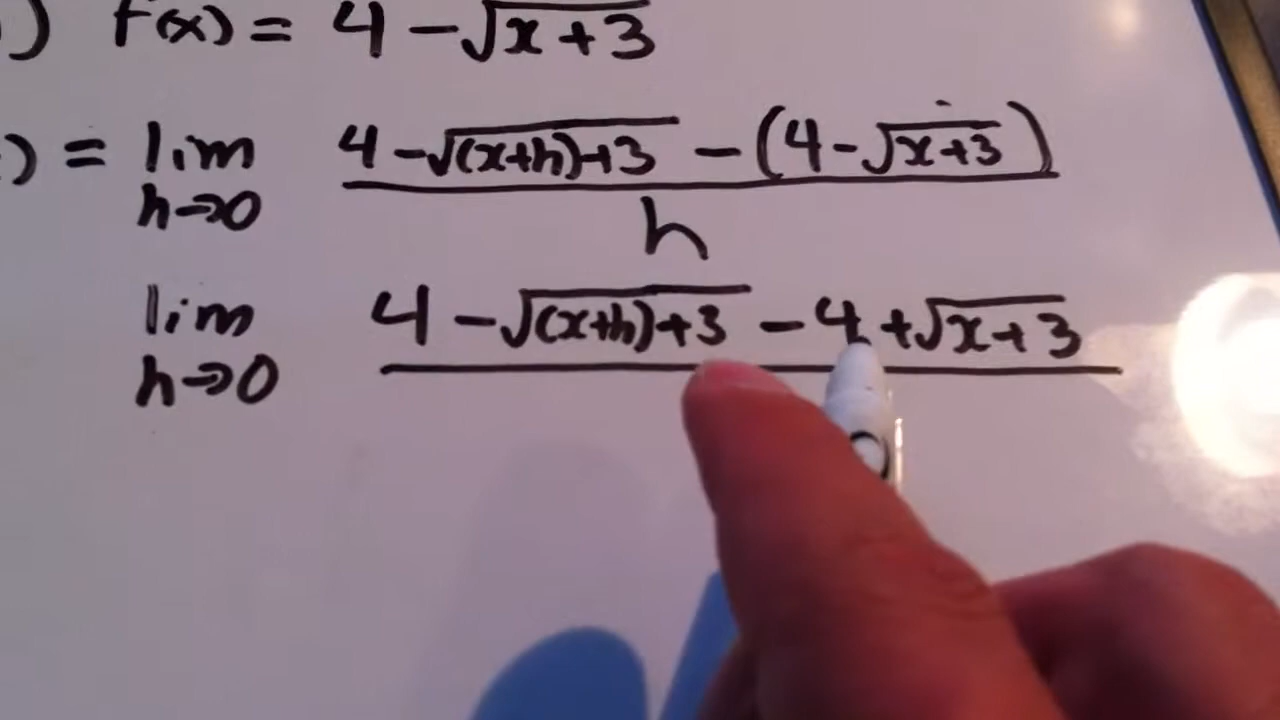 ) f(x) = 4 - √x+3
) = lim 4 - √(x+h)+3 - (4 - √x+3)
h→0 h
lim 4 - √(x+h)+3 - 4 + √x+3
h→0